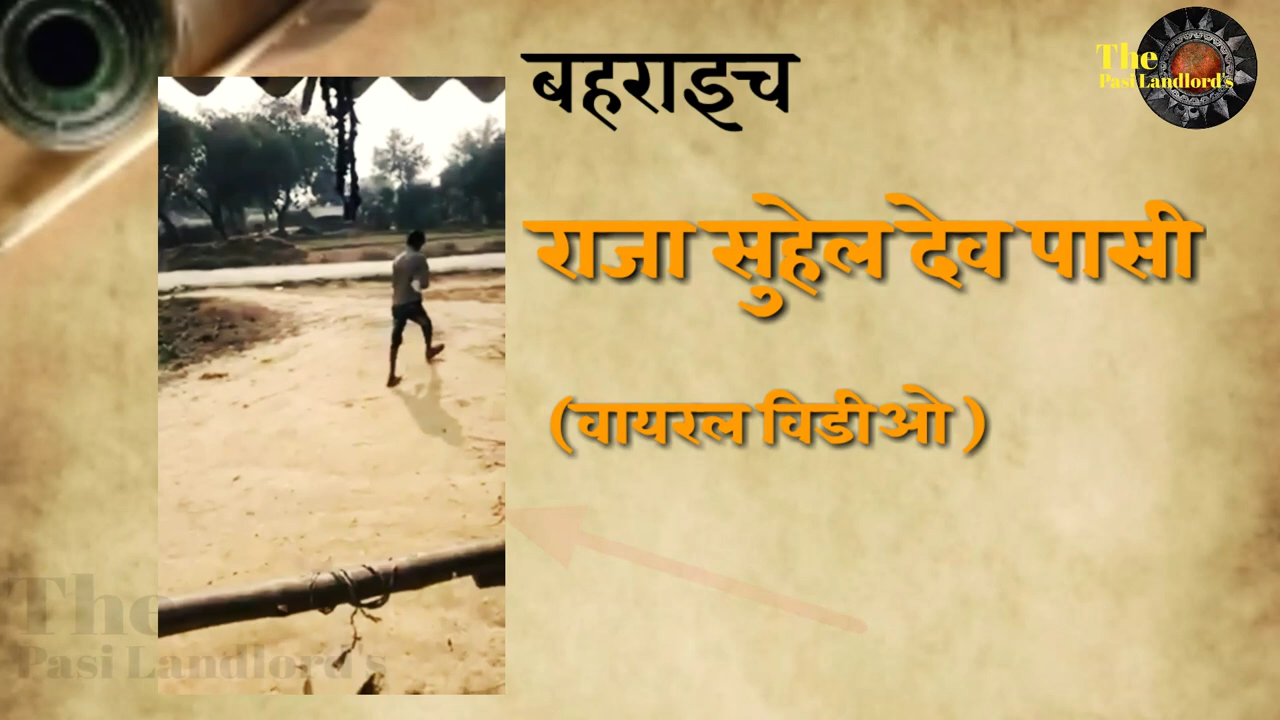 बहराइच
The
Pasi Landlord's
राजा सुहेल देव पासी
(वायरल विडीओ )
The
Pasi Landlord's